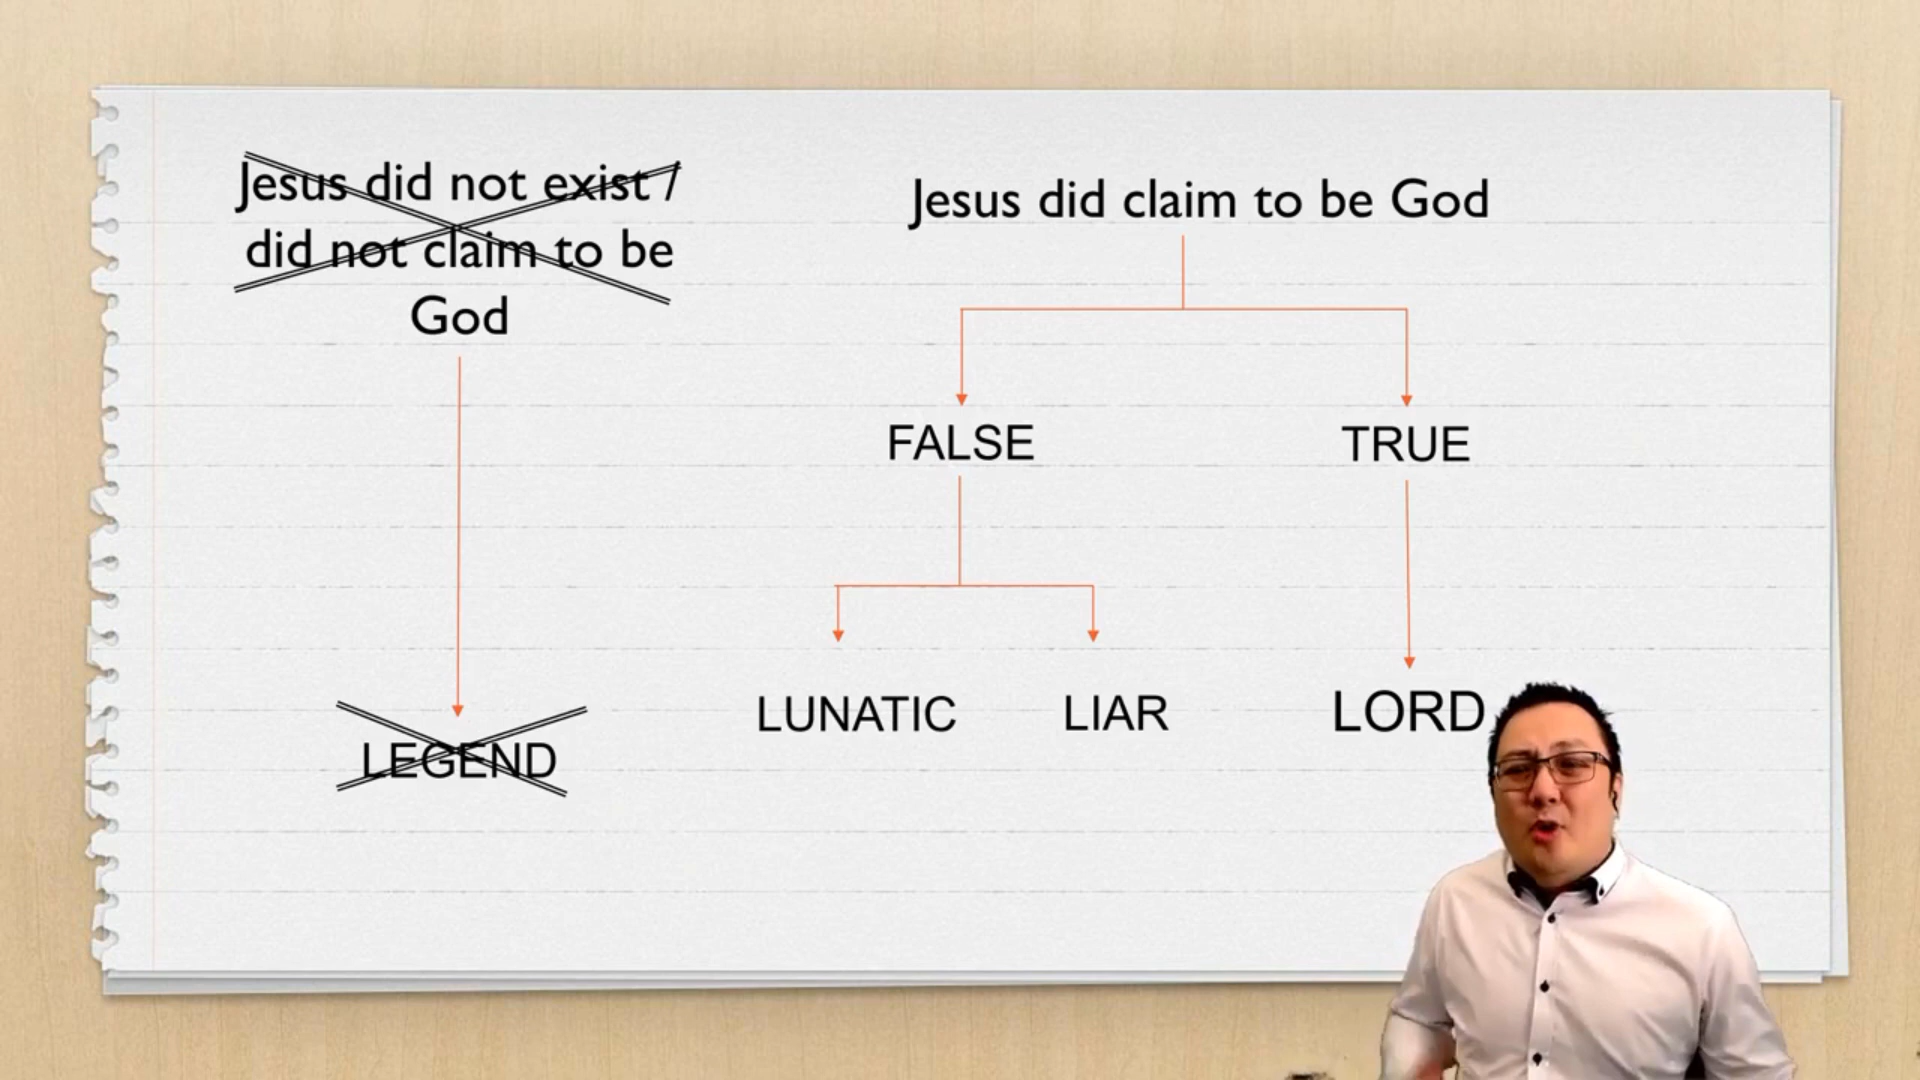 Jesus did not exist /
did not claim to be
God
LEGEND
Jesus did claim to be God
FALSE
TRUE
LUNATIC
LIAR
LORD